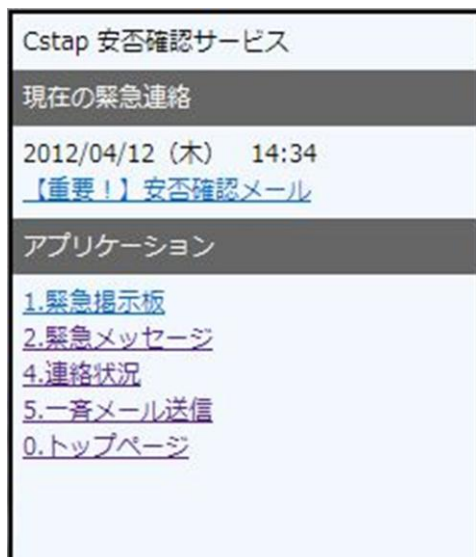 Cstap 安否確認サービス
現在の緊急連絡
2012/04/12（木）　14:34
【重要！】安否確認メール
アプリケーション
1.緊急掲示板
2.緊急メッセージ
4.連絡状況
5.一斉メール送信
0.トップページ